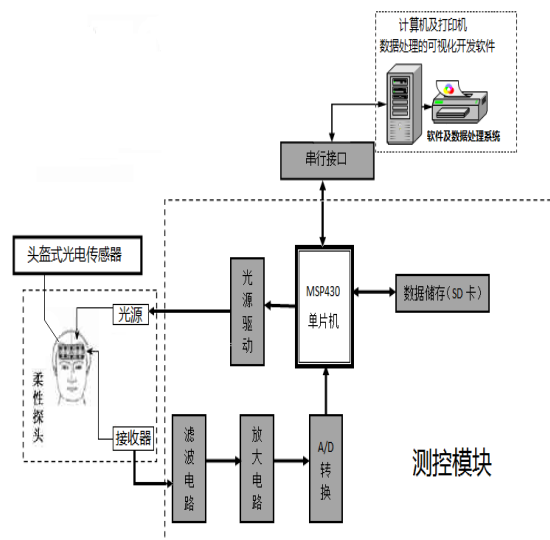 计算机及打印机
数据处理的可视化开发软件
软件及数据处理系统
串行接口
头盔式光电传感器
光源
光源驱动
MSP430
单片机
数据储存（SD 卡）
柔性探头
接收器
滤波电路
放大电路
A/D
转换
测控模块